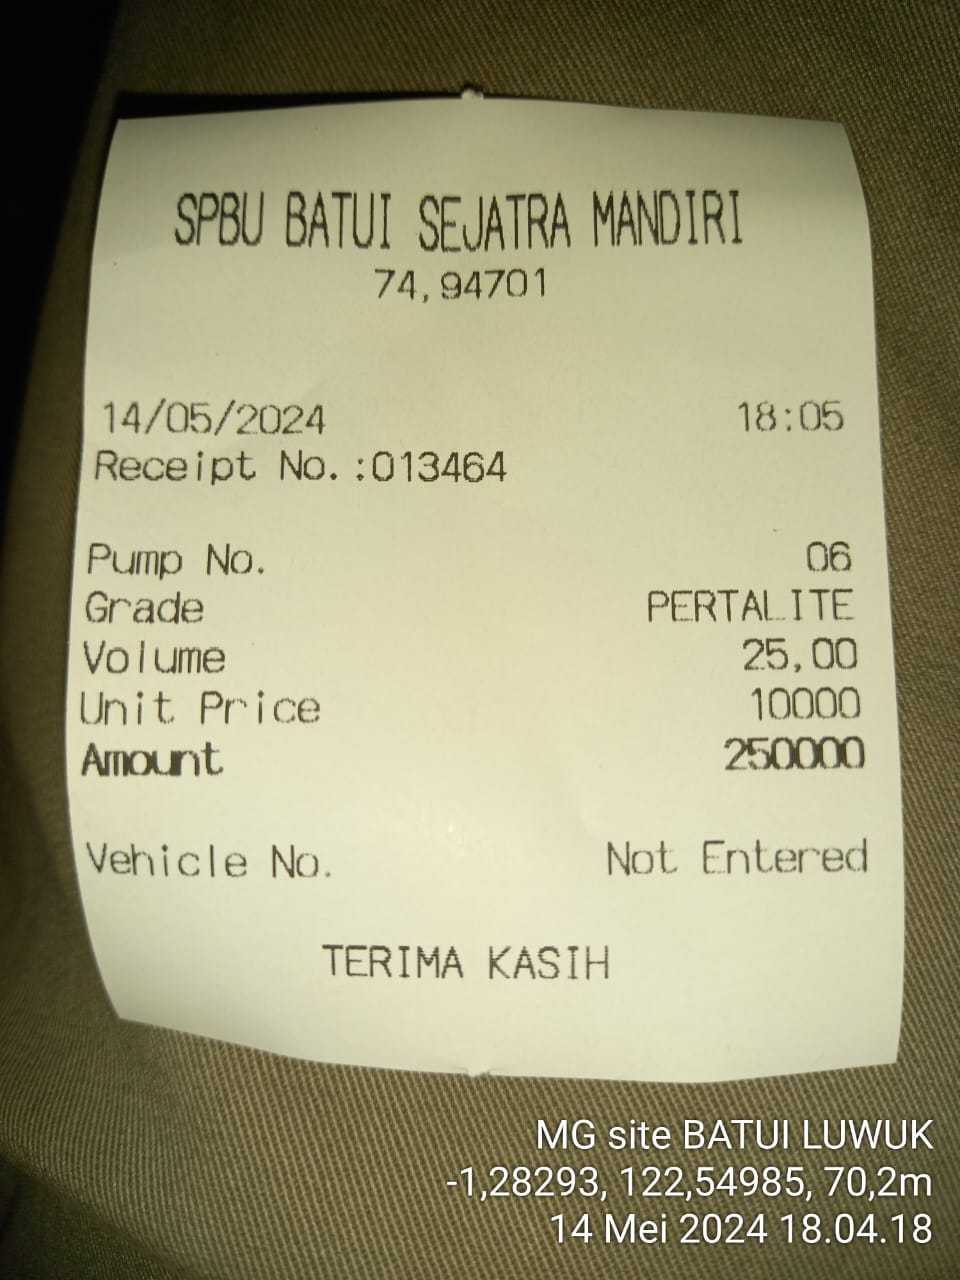 SPBU BATUI SEJATRA MANDIRI
74,94701
14/05/2024 18:05
Receipt No.:013464
Pump No. 06
Grade PERTALITE
Volume 25,00
Unit Price 10000
Amount 250000
Vehicle No. Not Entered
TERIMA KASIH
MG site BATUI LUWUK
-1,28293, 122,54985, 70,2m
14 Mei 2024 18.04.18